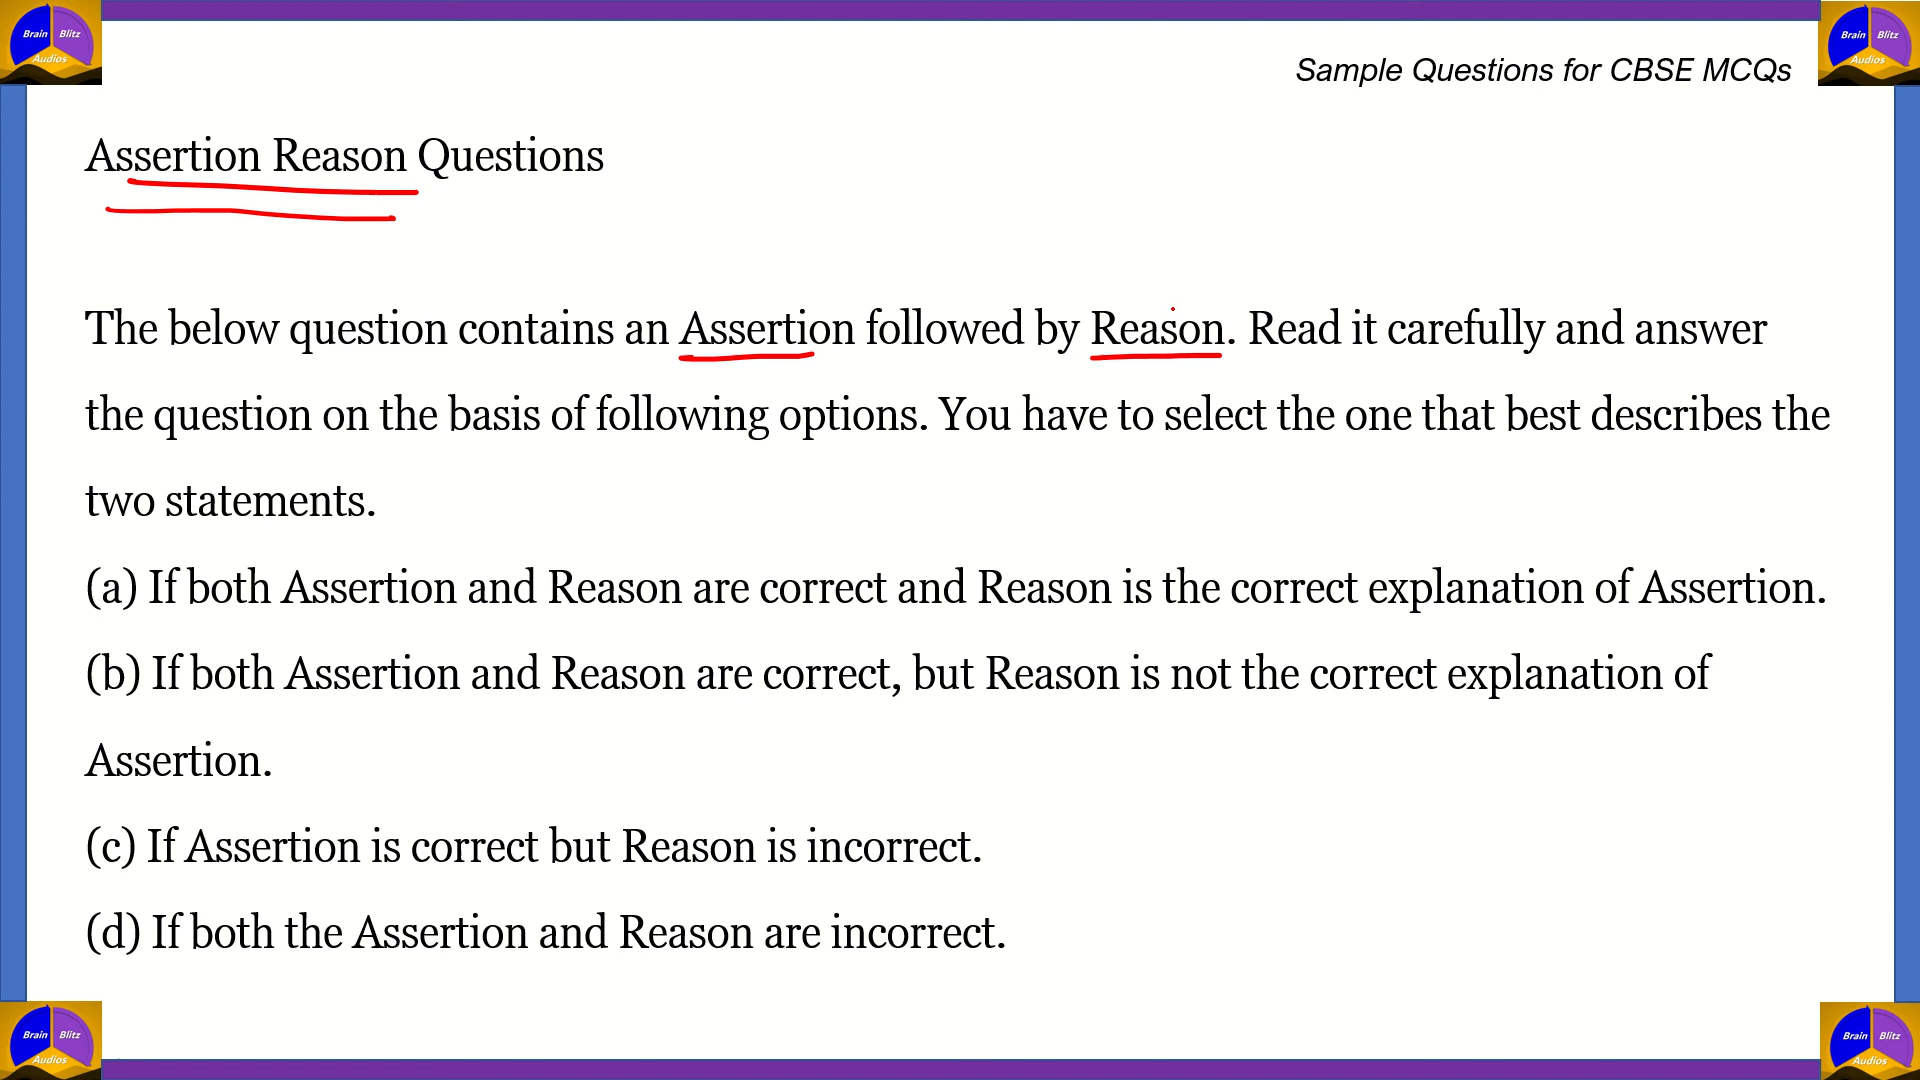 Brain Blitz
Audios
Brain Blitz
Audios
Sample Questions for CBSE MCQs
Assertion Reason Questions
The below question contains an Assertion followed by Reason. Read it carefully and answer
the question on the basis of following options. You have to select the one that best describes the
two statements.
(a) If both Assertion and Reason are correct and Reason is the correct explanation of Assertion.
(b) If both Assertion and Reason are correct, but Reason is not the correct explanation of
Assertion.
(c) If Assertion is correct but Reason is incorrect.
(d) If both the Assertion and Reason are incorrect.
Brain Blitz
Audios
Brain Blitz
Audios